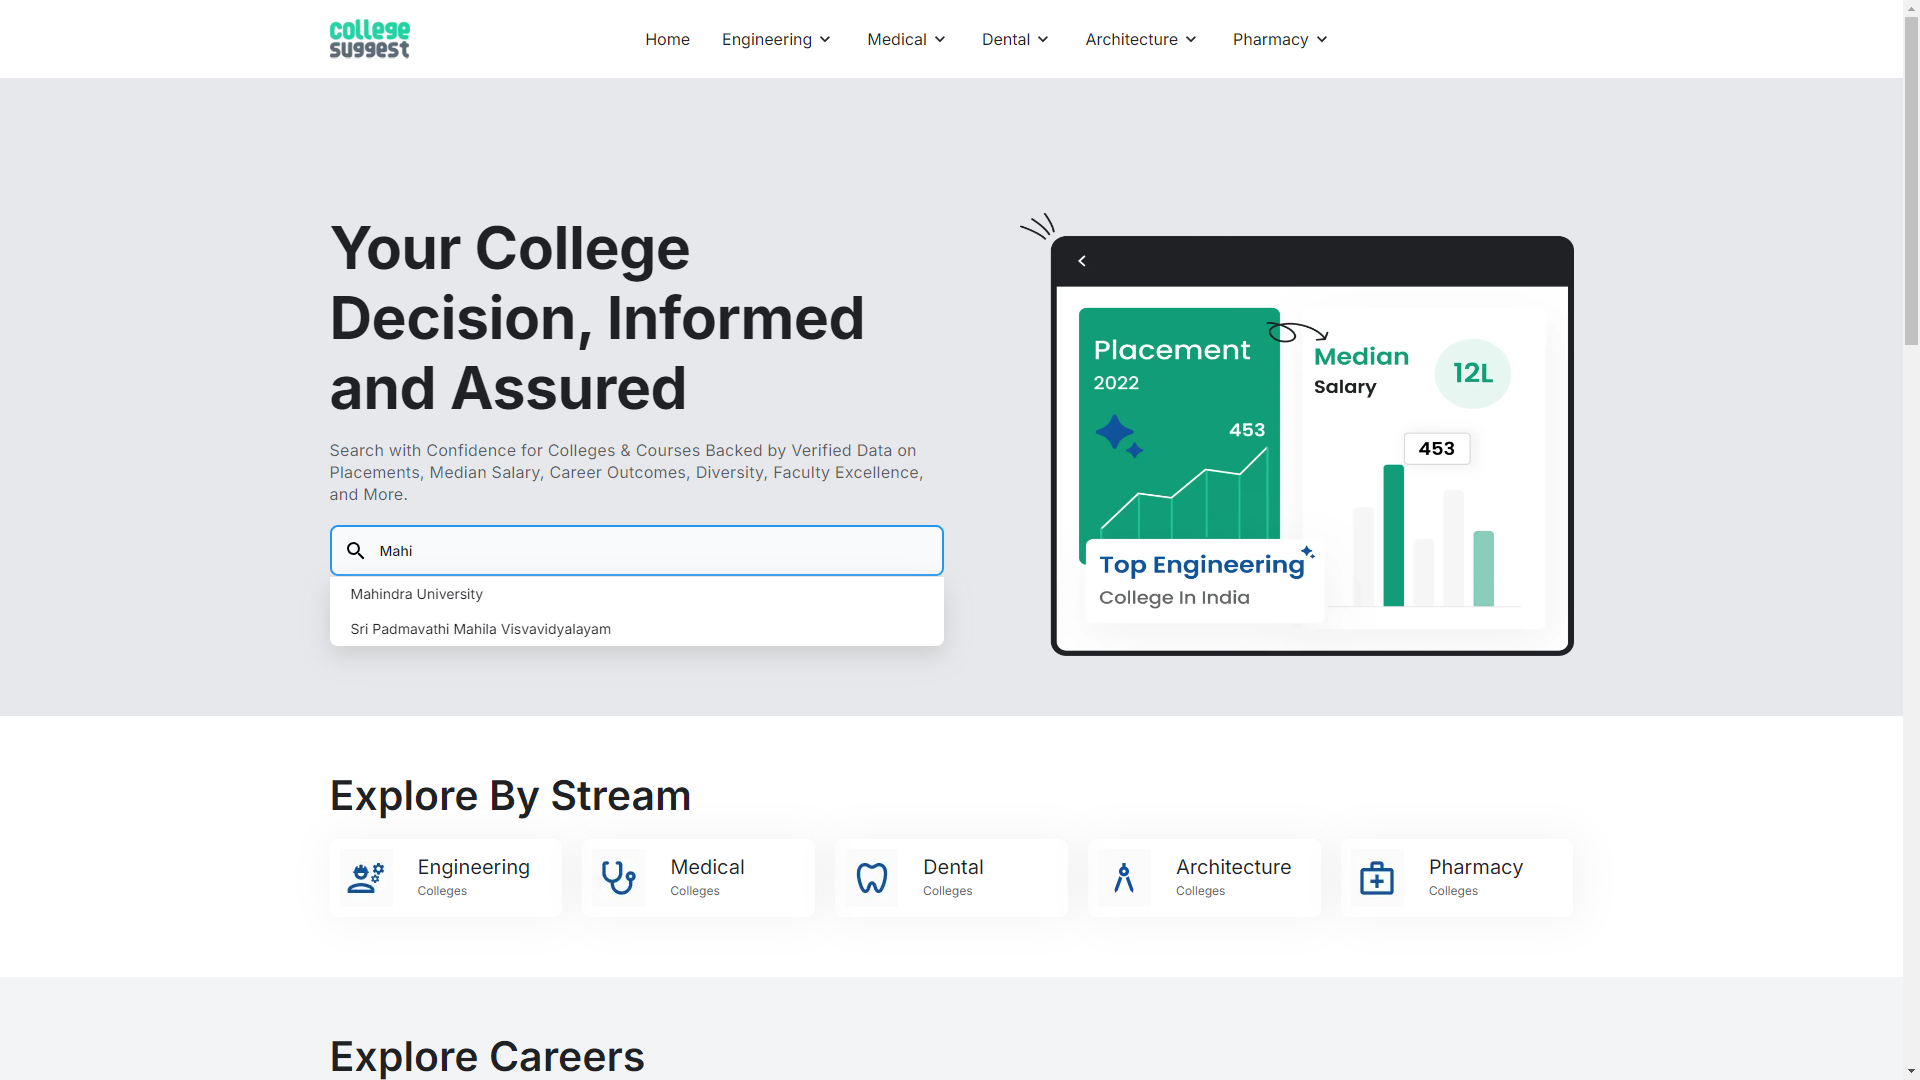 college
suggest
Home
Engineering
Medical
Dental
Architecture
Pharmacy
Your College
Decision, Informed
and Assured
Search with Confidence for Colleges & Courses Backed by Verified Data on
Placements, Median Salary, Career Outcomes, Diversity, Faculty Excellence,
and More.
Mahi
Mahindra University
Sri Padmavathi Mahila Visvavidyalayam
Placement
2022
453
Median
Salary
12L
453
Top Engineering
College In India
Explore By Stream
Engineering
Colleges
Medical
Colleges
Dental
Colleges
Architecture
Colleges
Pharmacy
Colleges
Explore Careers